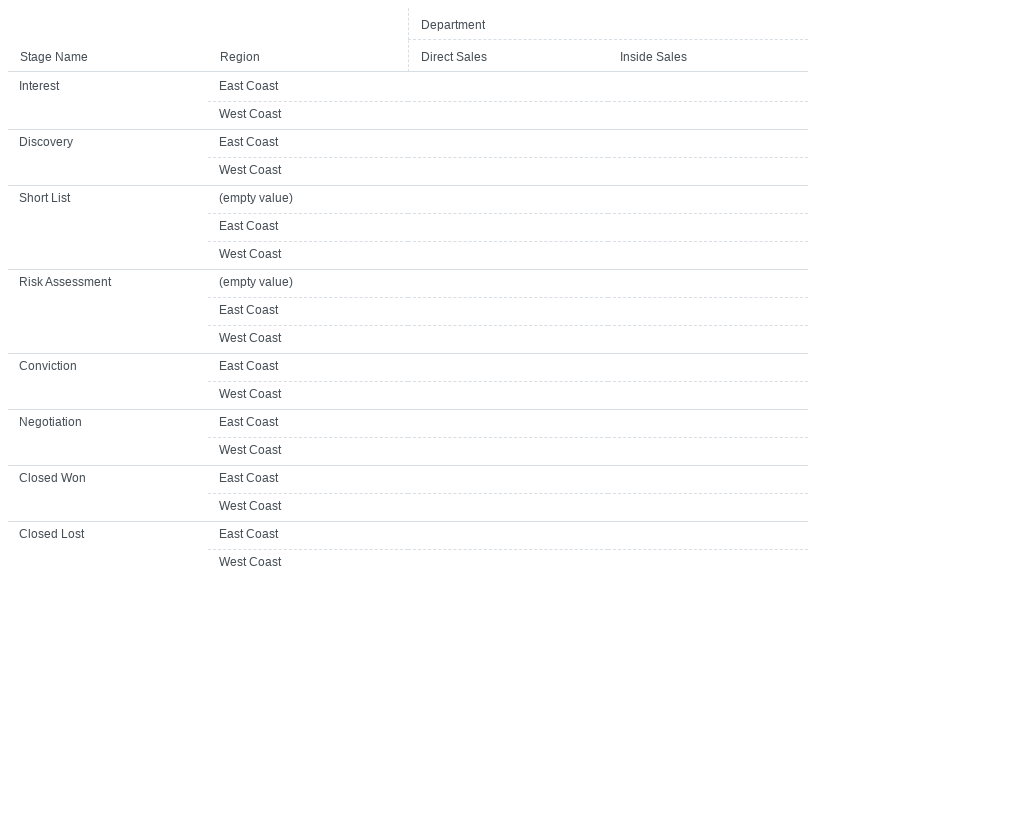 Department
Stage Name Region Direct Sales Inside Sales
Interest East Coast
West Coast
Discovery East Coast
West Coast
Short List (empty value)
East Coast
West Coast
Risk Assessment (empty value)
East Coast
West Coast
Conviction East Coast
West Coast
Negotiation East Coast
West Coast
Closed Won East Coast
West Coast
Closed Lost East Coast
West Coast